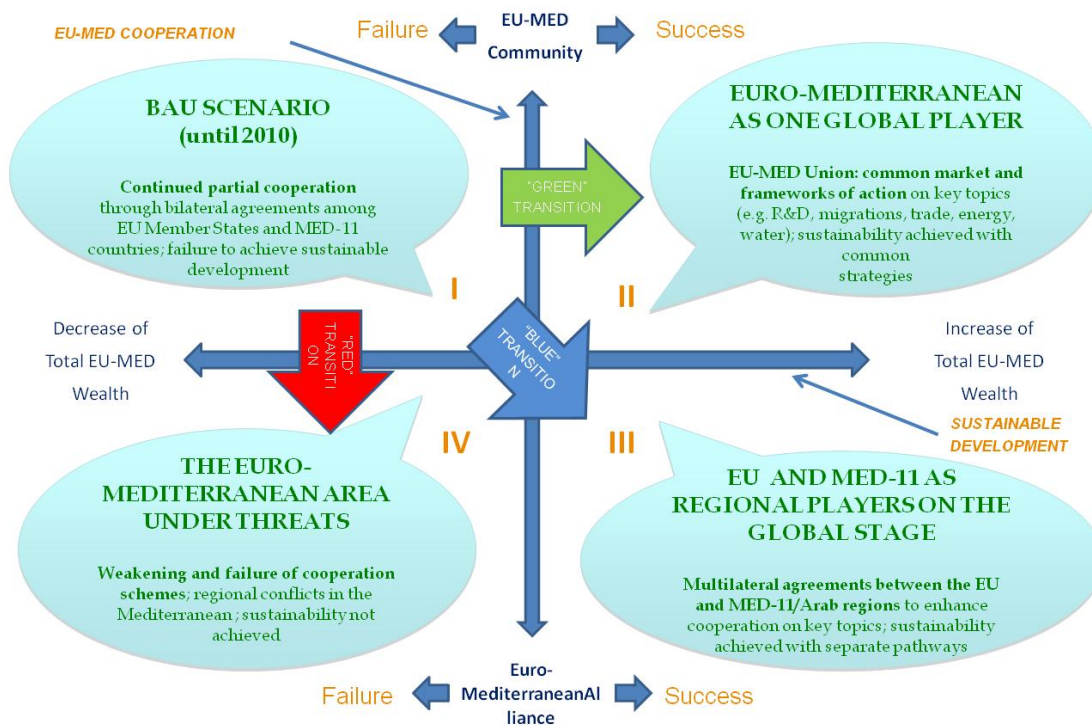 EU-MED COOPERATION
Failure
EU-MED
Community
Success
BAU SCENARIO
(until 2010)
Continued partial cooperation
through bilateral agreements among
EU Member States and MED-11
countries; failure to achieve sustainable
development
I
EURO-MEDITERRANEAN
AS ONE GLOBAL PLAYER
EU-MED Union: common market and
frameworks of action on key topics
(e.g. R&D, migrations, trade, energy,
water); sustainability achieved with
common
strategies
II
"GREEN"
TRANSITION
Decrease of
Total EU-MED
Wealth
"RED"
TRANSITI
ON
"BLUE"
TRANSITIO
N
Increase of
Total EU-MED
Wealth
SUSTAINABLE
DEVELOPMENT
IV
THE EURO-
MEDITERRANEAN AREA
UNDER THREATS
Weakening and failure of cooperation
schemes; regional conflicts in the
Mediterranean ; sustainability not
achieved
III
EU AND MED-11 AS
REGIONAL PLAYERS ON THE
GLOBAL STAGE
Multilateral agreements between the EU
and MED-11/Arab regions to enhance
cooperation on key topics; sustainability
achieved with separate pathways
Failure
Euro-
MediterraneanAl
liance
Success